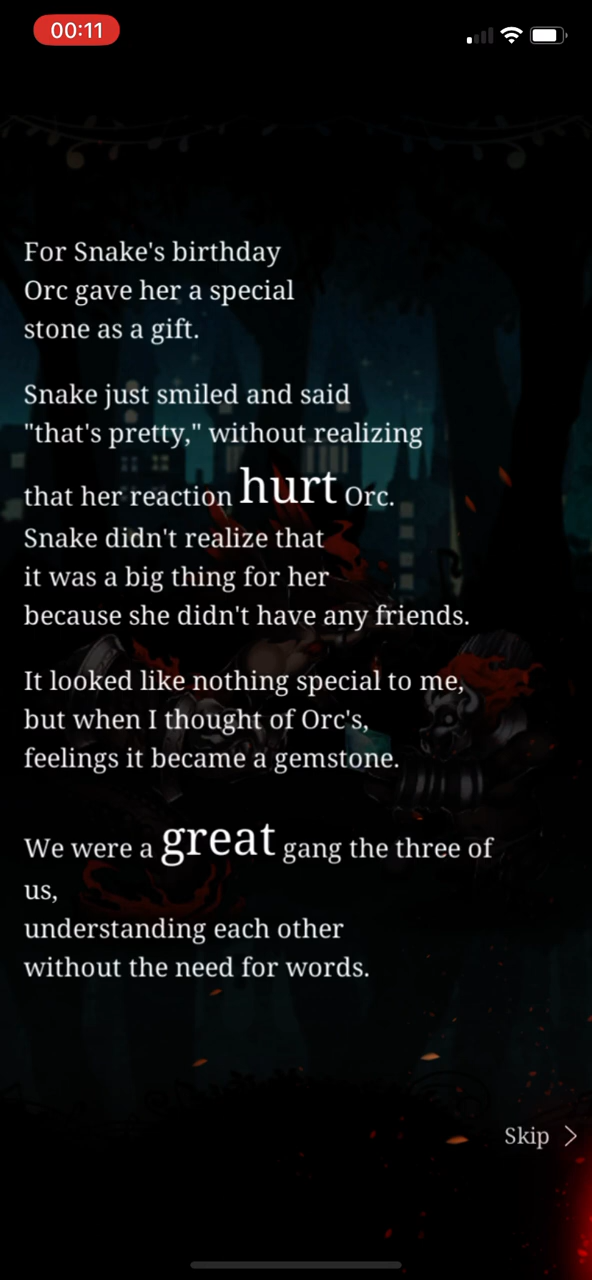 00:11
For Snake's birthday
Orc gave her a special
stone as a gift.
Snake just smiled and said
"that's pretty," without realizing
that her reaction hurt Orc.
Snake didn't realize that
it was a big thing for her
because she didn't have any friends.
It looked like nothing special to me,
but when I thought of Orc's,
feelings it became a gemstone.
We were a great gang the three of
us,
understanding each other
without the need for words.
Skip